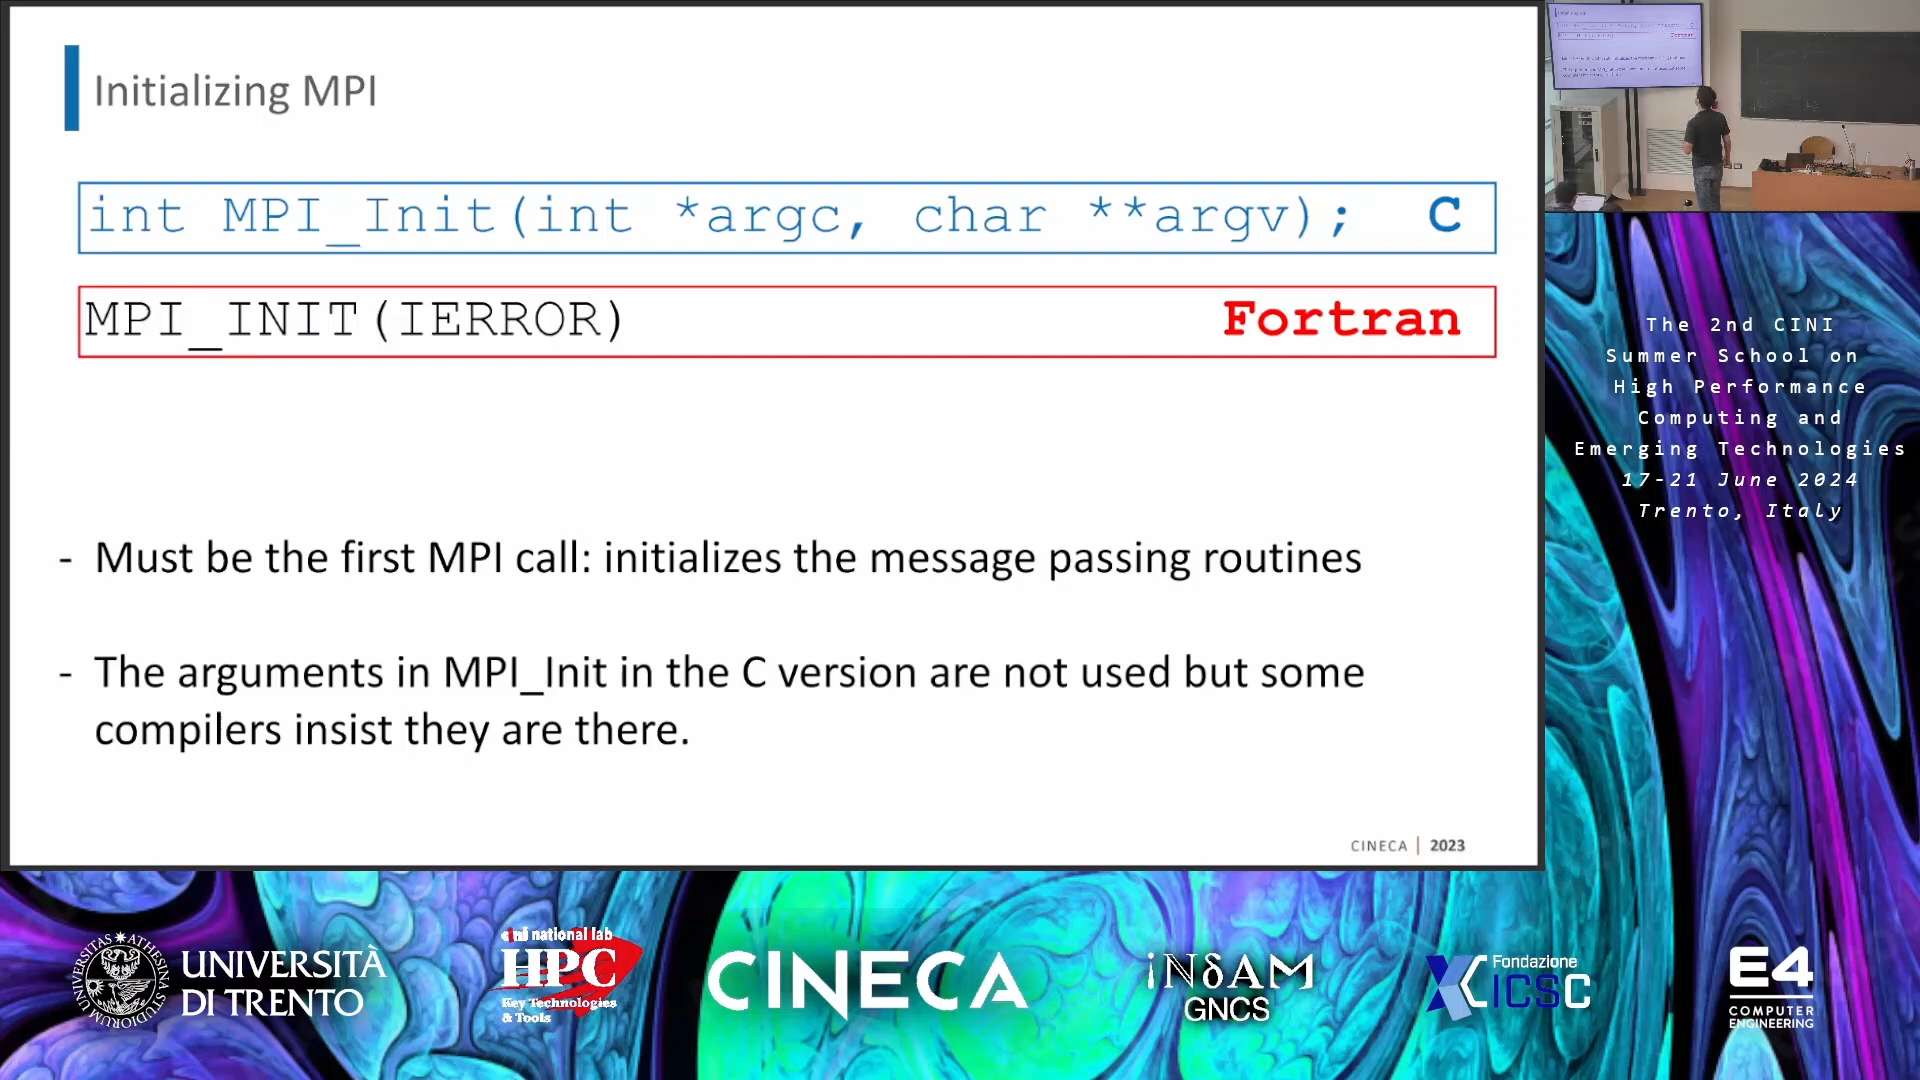 Initializing MPI
int MPI_Init(int *argc, char **argv); C
MPI_INIT(IERROR) Fortran
- Must be the first MPI call: initializes the message passing routines
- The arguments in MPI_Init in the C version are not used but some
compilers insist they are there.
CINECA | 2023
The 2nd CINI
Summer School on
High Performance
Computing and
Emerging Technologies
17-21 June 2024
Trento, Italy
UNIVERSITÀ
DI TRENTO
cini national lab
HPC
Key Technologies
& Tools
CINECA
iNδAM
GNCS
Fondazione
ICSC
E4
COMPUTER
ENGINEERING